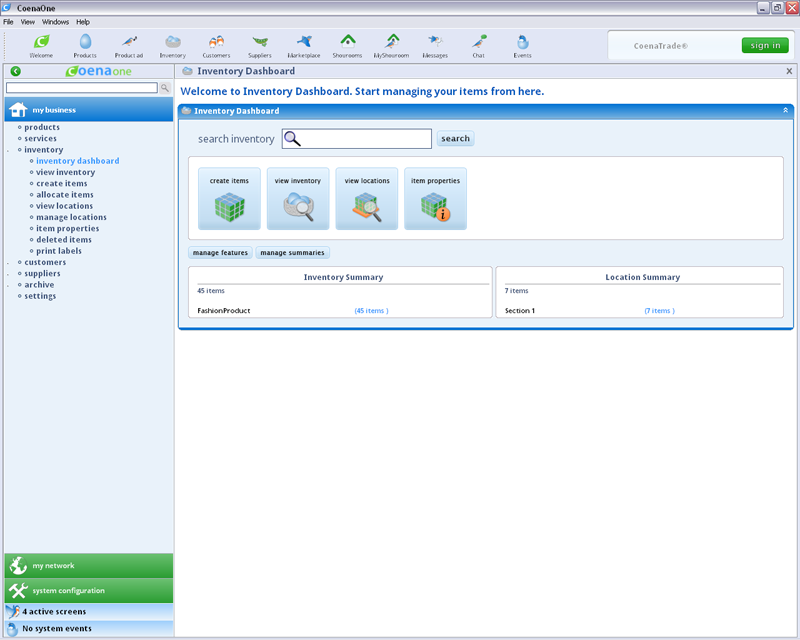 CoenaOne
File View Windows Help
Welcome Products Product ad Inventory Customers Suppliers Marketplace Showrooms MyShowroom Messages Chat Events
CoenaTrade®
sign in
Coenaone
Inventory Dashboard
X
Welcome to Inventory Dashboard. Start managing your items from here.
my business
products
services
inventory
inventory dashboard
view inventory
create items
allocate items
view locations
manage locations
item properties
deleted items
print labels
customers
suppliers
archive
settings
my network
system configuration
4 active screens
No system events
Inventory Dashboard
search inventory
search
create items
view inventory
view locations
item properties
manage features
manage summaries
Inventory Summary
45 items
FashionProduct (45 items )
Location Summary
7 items
Section 1 (7 items )